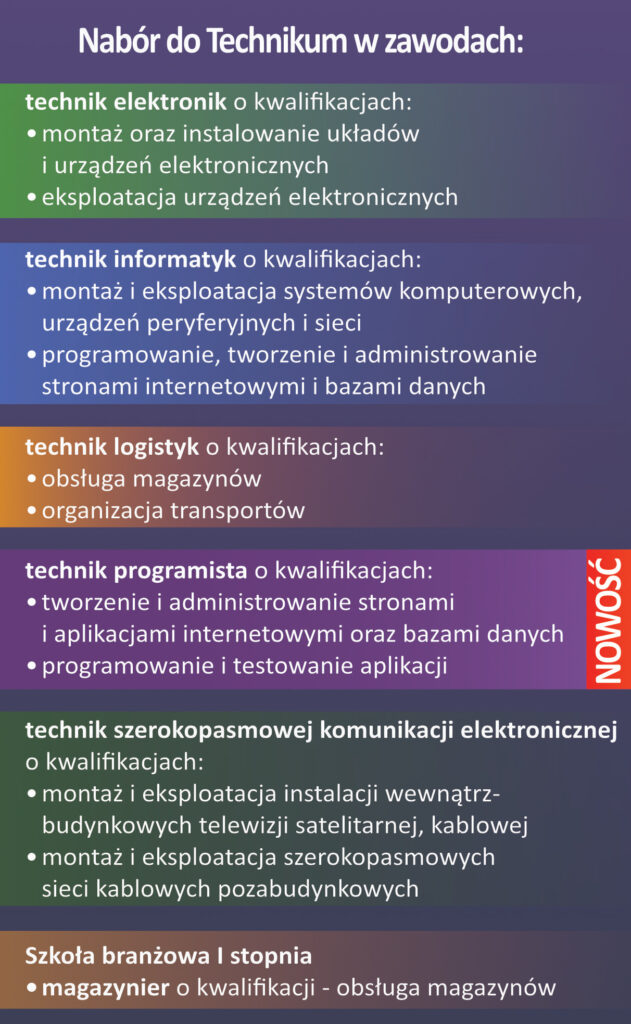 Nabór do Technikum w zawodach:
technik elektronik o kwalifikacjach:
• montaż oraz instalowanie układów
i urządzeń elektronicznych
• eksploatacja urządzeń elektronicznych
technik informatyk o kwalifikacjach:
• montaż i eksploatacja systemów komputerowych,
urządzeń peryferyjnych i sieci
• programowanie, tworzenie i administrowanie
stronami internetowymi i bazami danych
technik logistyk o kwalifikacjach:
• obsługa magazynów
• organizacja transportów
technik programista o kwalifikacjach:
• tworzenie i administrowanie stronami
i aplikacjami internetowymi oraz bazami danych
• programowanie i testowanie aplikacji
NOWOŚĆ
technik szerokopasmowej komunikacji elektronicznej
o kwalifikacjach:
• montaż i eksploatacja instalacji wewnątrz-
budynkowych telewizji satelitarnej, kablowej
• montaż i eksploatacja szerokopasmowych
sieci kablowych pozabudynkowych
Szkoła branżowa I stopnia
• magazynier o kwalifikacji - obsługa magazynów